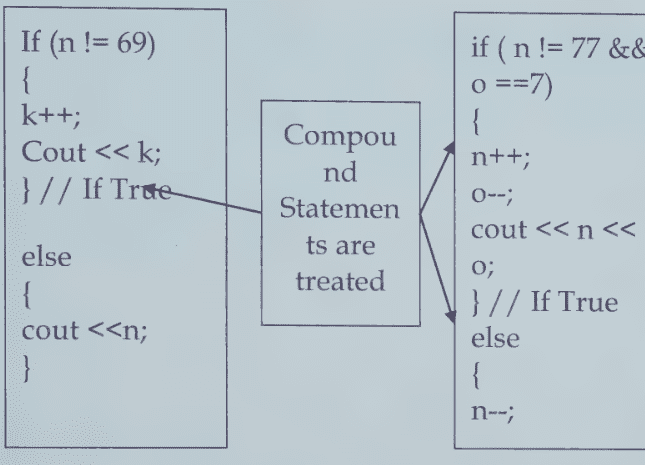 If (n != 69)
{
k++;
Cout << k;
} // If True
else
{
cout <<n;
}
Compou
nd
Statemen
ts are
treated
if ( n != 77 &&
o ==7)
{
n++;
o--;
cout << n <<
o;
} // If True
else
{
n--;